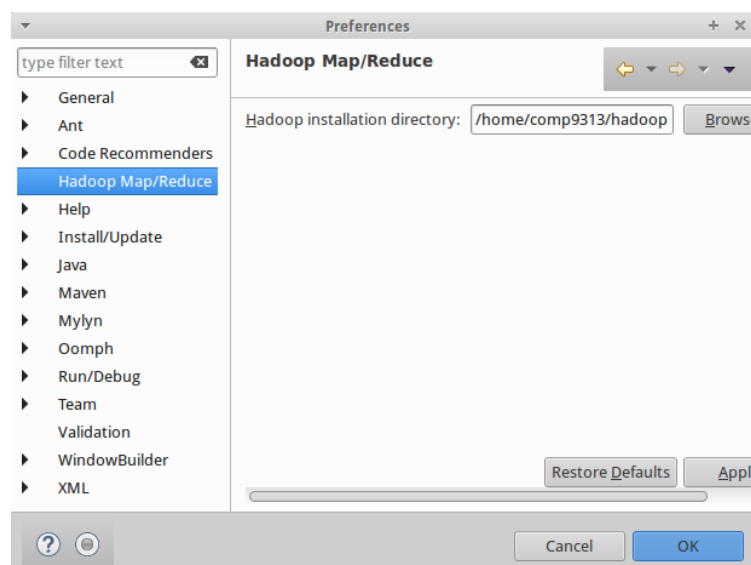 Preferences
type filter text
Hadoop Map/Reduce
General
Ant
Code Recommenders
Hadoop Map/Reduce
Help
Install/Update
Java
Maven
Mylyn
Oomph
Run/Debug
Team
Validation
WindowBuilder
XML
Hadoop installation directory: /home/comp9313/hadoop Brows
Restore Defaults Appl
? Cancel OK